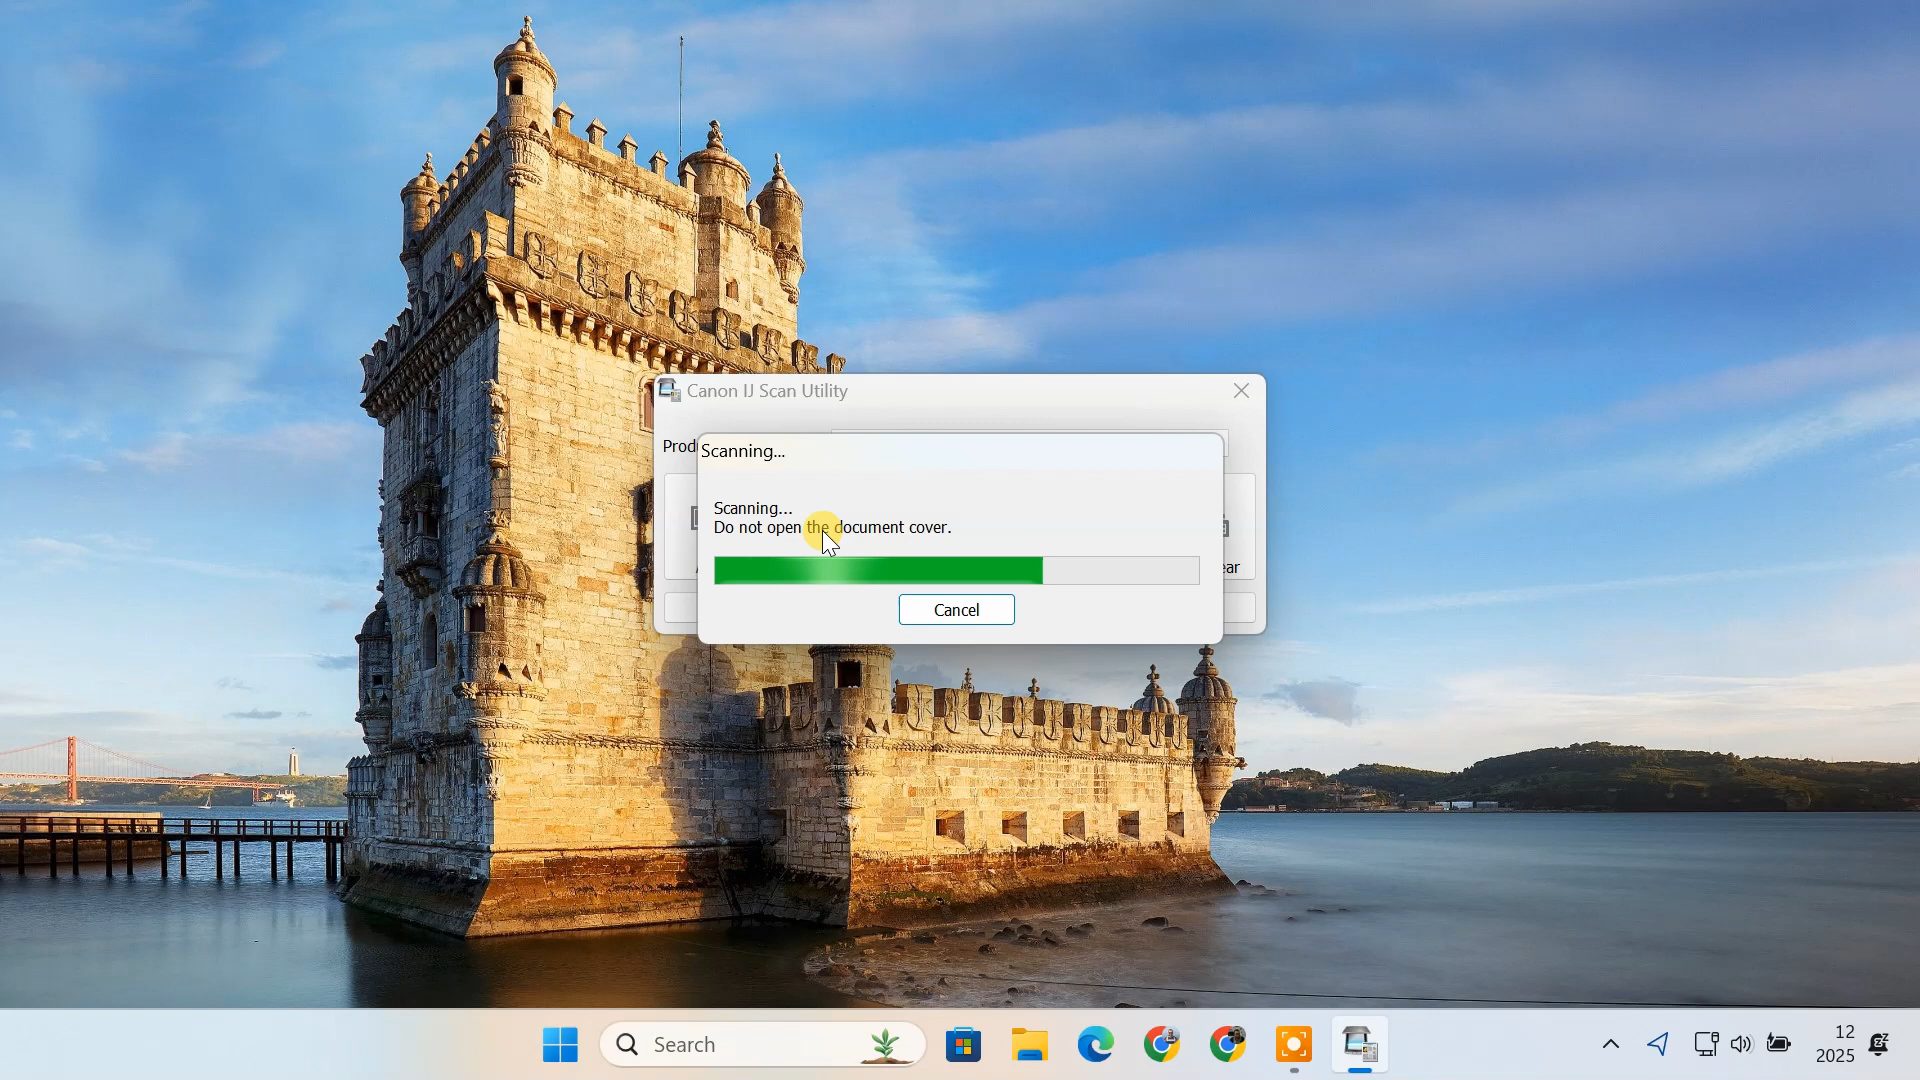 Canon IJ Scan Utility
Scanning...
Scanning...
Do not open the document cover.
Cancel
Search
12
2025